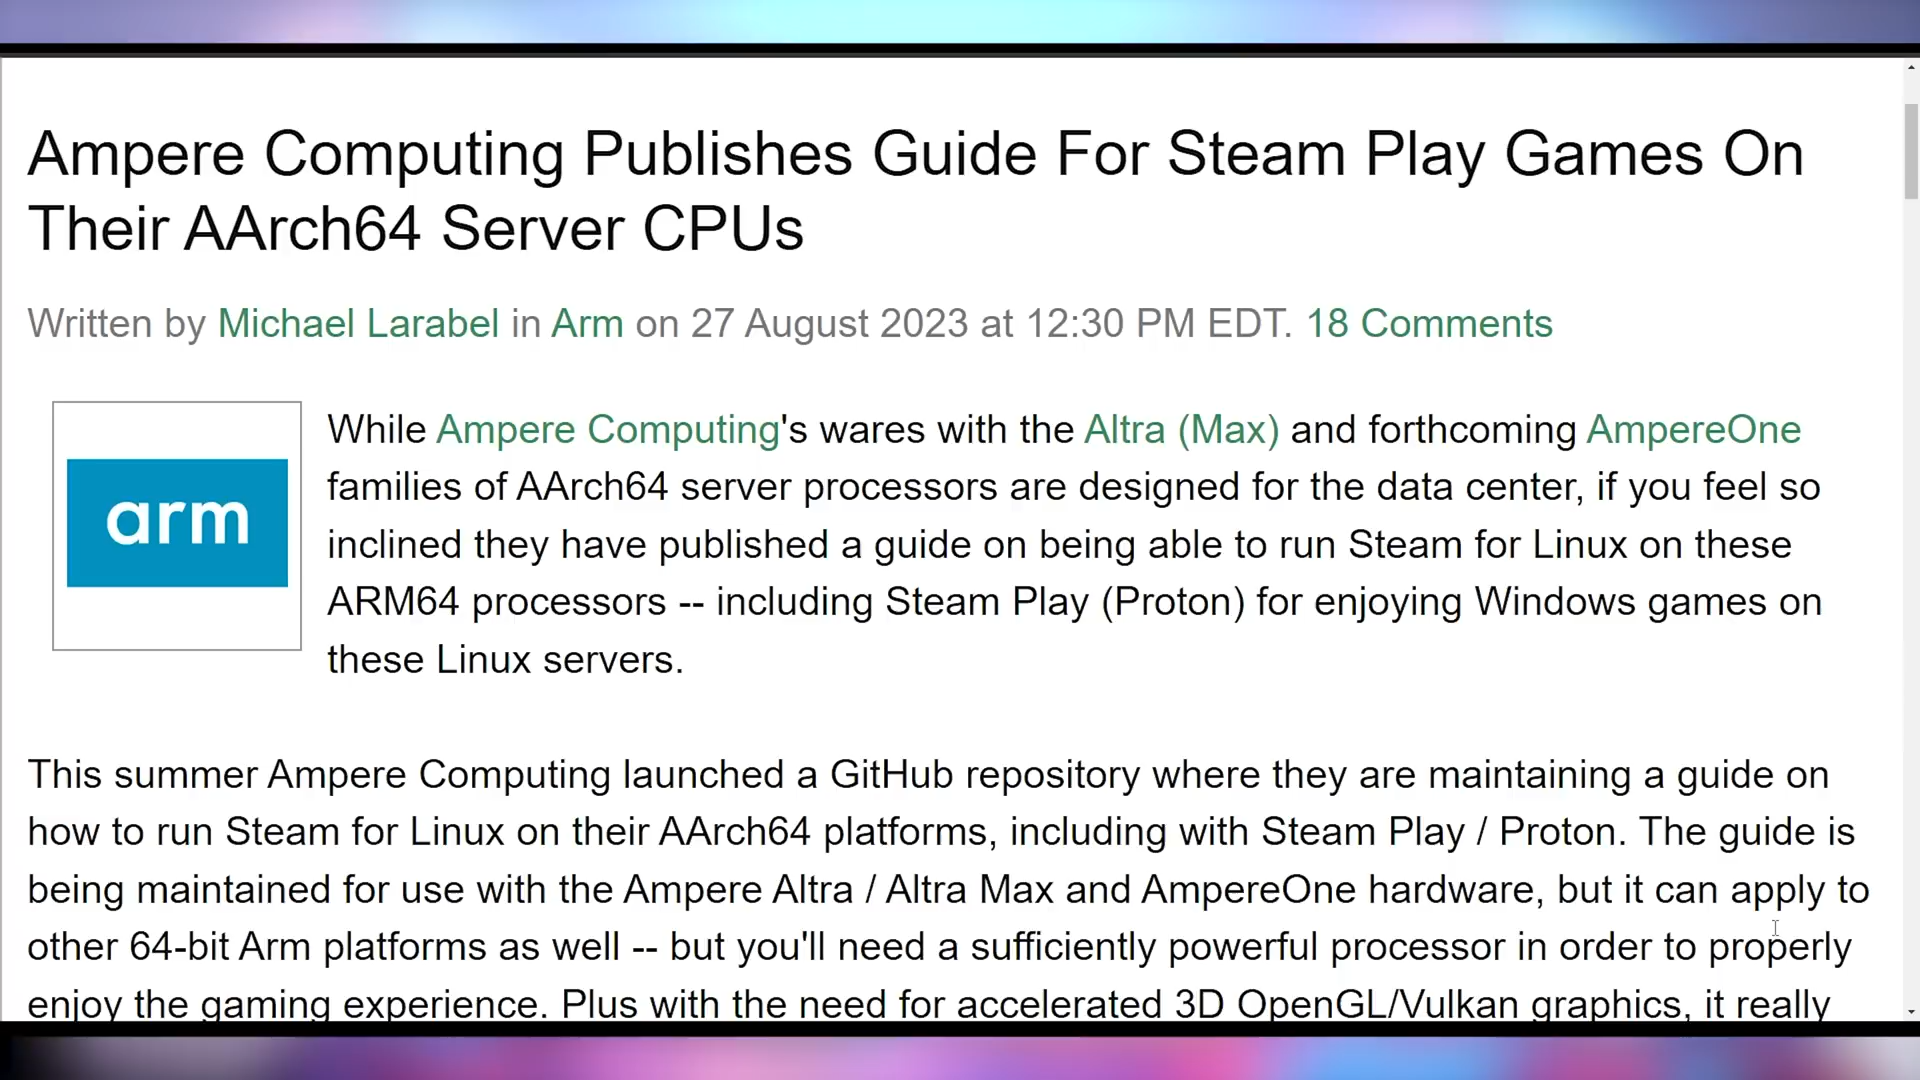 Ampere Computing Publishes Guide For Steam Play Games On
Their AArch64 Server CPUs
Written by Michael Larabel in Arm on 27 August 2023 at 12:30 PM EDT. 18 Comments
arm
While Ampere Computing's wares with the Altra (Max) and forthcoming AmpereOne
families of AArch64 server processors are designed for the data center, if you feel so
inclined they have published a guide on being able to run Steam for Linux on these
ARM64 processors -- including Steam Play (Proton) for enjoying Windows games on
these Linux servers.
This summer Ampere Computing launched a GitHub repository where they are maintaining a guide on
how to run Steam for Linux on their AArch64 platforms, including with Steam Play / Proton. The guide is
being maintained for use with the Ampere Altra / Altra Max and AmpereOne hardware, but it can apply to
other 64-bit Arm platforms as well -- but you'll need a sufficiently powerful processor in order to properly
enjoy the gaming experience. Plus with the need for accelerated 3D OpenGL/Vulkan graphics, it really